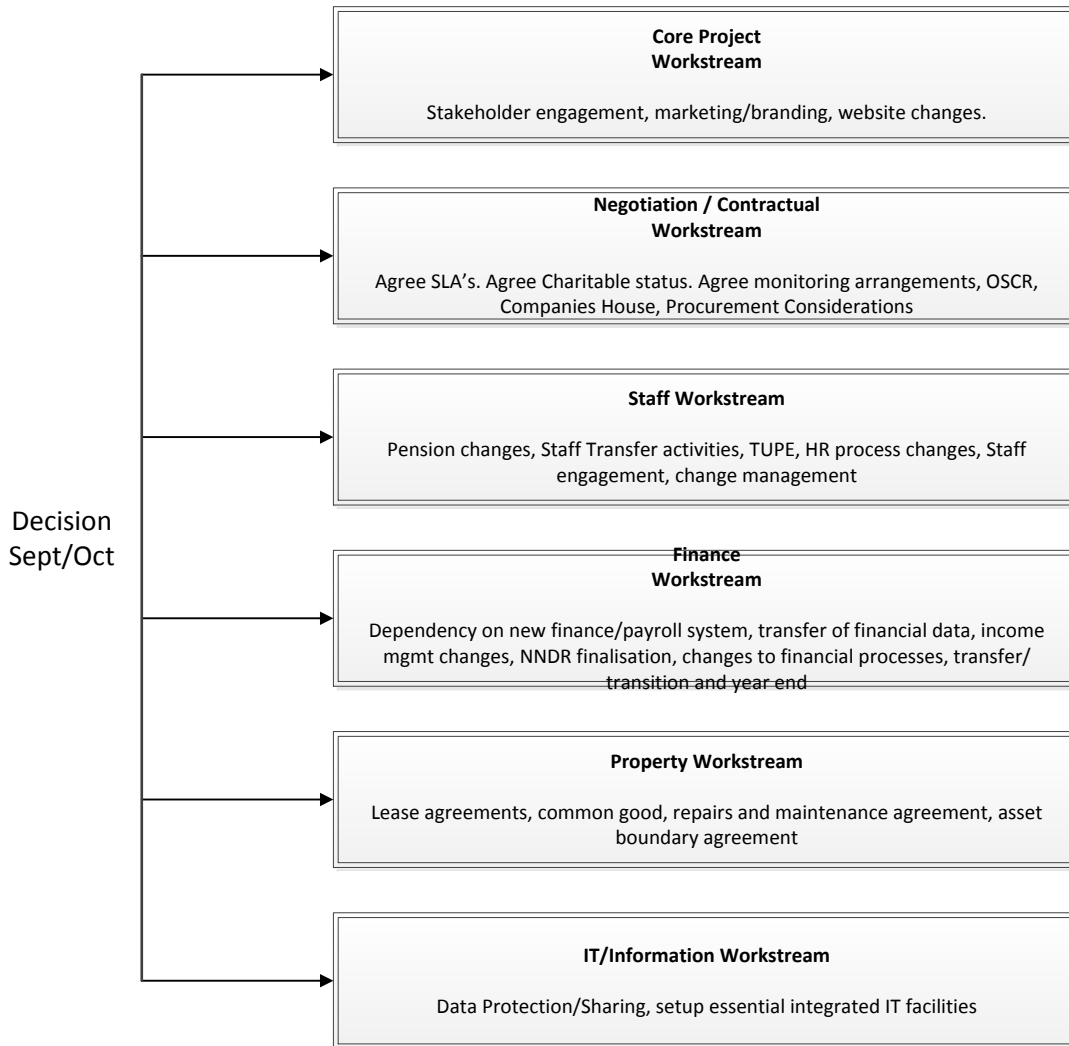 Core Project
Workstream
Stakeholder engagement, marketing/branding, website changes.
Negotiation / Contractual
Workstream
Agree SLA's. Agree Charitable status. Agree monitoring arrangements, OSCR,
Companies House, Procurement Considerations
Staff Workstream
Pension changes, Staff Transfer activities, TUPE, HR process changes, Staff
engagement, change management
Decision
Sept/Oct
Finance
Workstream
Dependency on new finance/payroll system, transfer of financial data, income
mgmt changes, NNDR finalisation, changes to financial processes, transfer/
transition and year end
Property Workstream
Lease agreements, common good, repairs and maintenance agreement, asset
boundary agreement
IT/Information Workstream
Data Protection/Sharing, setup essential integrated IT facilities